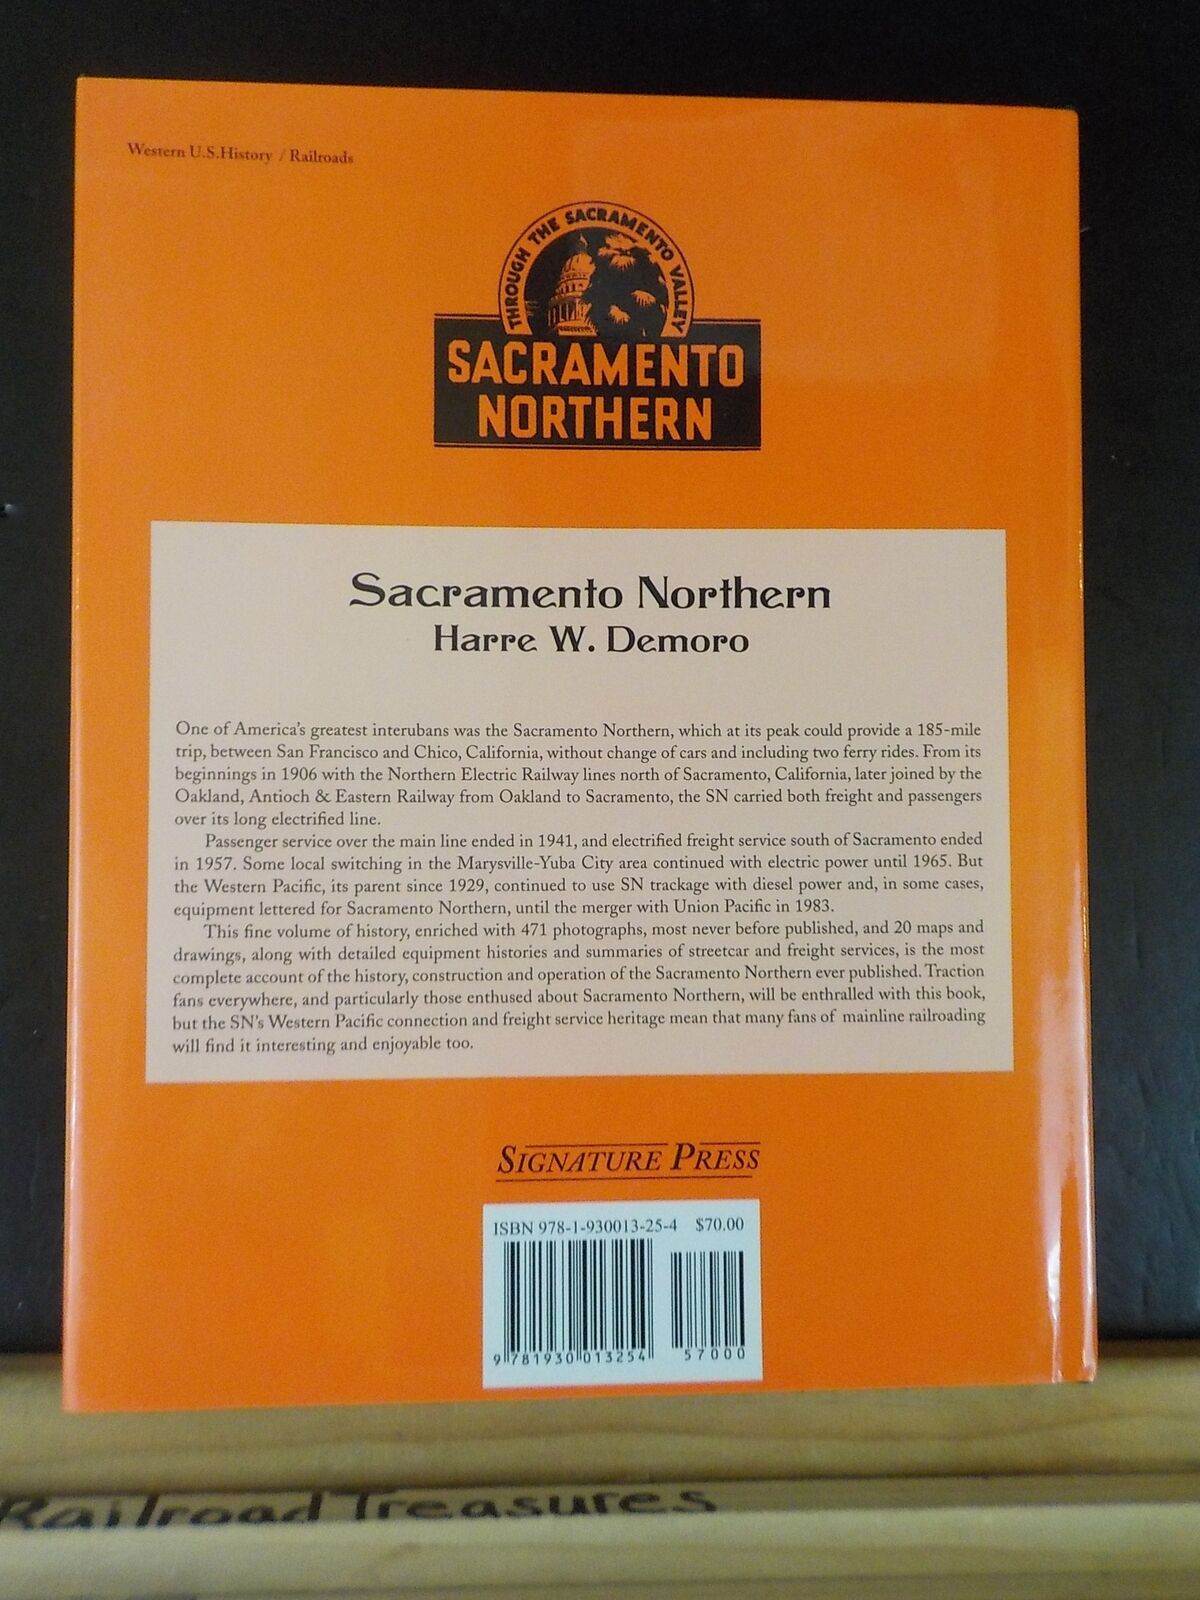 Western U.S.History / Railroads
THROUGH THE SACRAMENTO VALLEY
SACRAMENTO
NORTHERN
Sacramento Northern
Harre W. Demoro
One of America's greatest interubans was the Sacramento Northern, which at its peak could provide a 185-mile
trip, between San Francisco and Chico, California, without change of cars and including two ferry rides. From its
beginnings in 1906 with the Northern Electric Railway lines north of Sacramento, California, later joined by the
Oakland, Antioch & Eastern Railway from Oakland to Sacramento, the SN carried both freight and passengers
over its long electrified line.
Passenger service over the main line ended in 1941, and electrified freight service south of Sacramento ended
in 1957. Some local switching in the Marysville-Yuba City area continued with electric power until 1965. But
the Western Pacific, its parent since 1929, continued to use SN trackage with diesel power and, in some cases,
equipment lettered for Sacramento Northern, until the merger with Union Pacific in 1983.
This fine volume of history, enriched with 471 photographs, most never before published, and 20 maps and
drawings, along with detailed equipment histories and summaries of streetcar and freight services, is the most
complete account of the history, construction and operation of the Sacramento Northern ever published. Traction
fans everywhere, and particularly those enthused about Sacramento Northern, will be enthralled with this book,
but the SN's Western Pacific connection and freight service heritage mean that many fans of mainline railroading
will find it interesting and enjoyable too.
SIGNATURE PRESS
ISBN 978-1-930013-25-4 $70.00
9 781930 013254 57000
Railroad Treasures